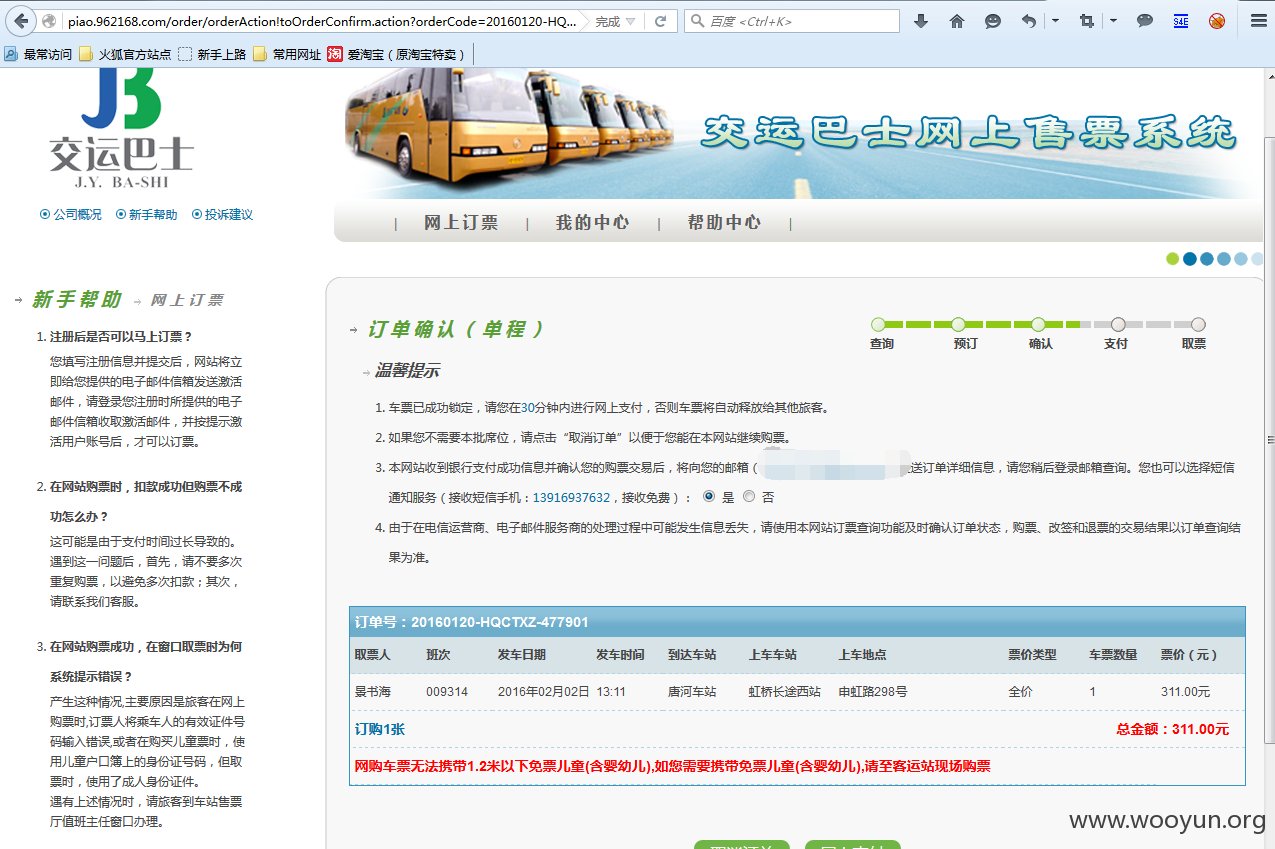 piao.962168.com/order/orderAction!toOrderConfirm.action?orderCode=20160120-HQ... 完成
百度 <Ctrl+K>
S4E
最常访问 火狐官方站点 新手上路 常用网址 淘 爱淘宝（原淘宝特卖）
JB
交运巴士
J.Y. BA-SHI
交运巴士网上售票系统
公司概况 新手帮助 投诉建议
| 网上订票 | 我的中心 | 帮助中心 |
新手帮助 网上订票
1. 注册后是否可以马上订票？
您填写注册信息并提交后，网站将立
即给您提供的电子邮件信箱发送激活
邮件，请登录您注册时所提供的电子
邮件信箱收取激活邮件，并按提示激
活用户账号后，才可以订票。
2. 在网站购票时，扣款成功但购票不成
功怎么办？
这可能是由于支付时间过长导致的。
遇到这一问题后，首先，请不要多次
重复购票，以避免多次扣款；其次，
请联系我们客服。
3. 在网站购票成功，在窗口取票时为何
系统提示错误？
产生这种情况,主要原因是旅客在网上
购票时,订票人将乘车人的有效证件号
码输入错误,或者在购买儿童票时，使
用儿童户口簿上的身份证号码，但取
票时，使用了成人身份证件。
遇有上述情况时，请旅客到车站售票
厅值班主任窗口办理。
订单确认（单程）
查询 预订 确认 支付 取票
温馨提示
1. 车票已成功锁定，请您在30分钟内进行网上支付，否则车票将自动释放给其他旅客。
2. 如果您不需要本批席位，请点击“取消订单”以便于您能在本网站继续购票。
3. 本网站收到银行支付成功信息并确认您的购票交易后，将向您的邮箱（ 送订单详细信息，请您稍后登录邮箱查询。您也可以选择短信
通知服务（接收短信手机：13916937632，接收免费）： 是 否
4. 由于在电信运营商、电子邮件服务商的处理过程中可能发生信息丢失，请使用本网站订票查询功能及时确认订单状态，购票、改签和退票的交易结果以订单查询结
果为准。
订单号：20160120-HQCTXZ-477901
取票人 班次 发车日期 发车时间 到达车站 上车车站 上车地点 票价类型 车票数量 票价（元）
景书海 009314 2016年02月02日 13:11 唐河车站 虹桥长途西站 申虹路298号 全价 1 311.00元
订购1张 总金额：311.00元
网购车票无法携带1.2米以下免票儿童(含婴幼儿),如您需要携带免票儿童(含婴幼儿),请至客运站现场购票
www.wooyun.org